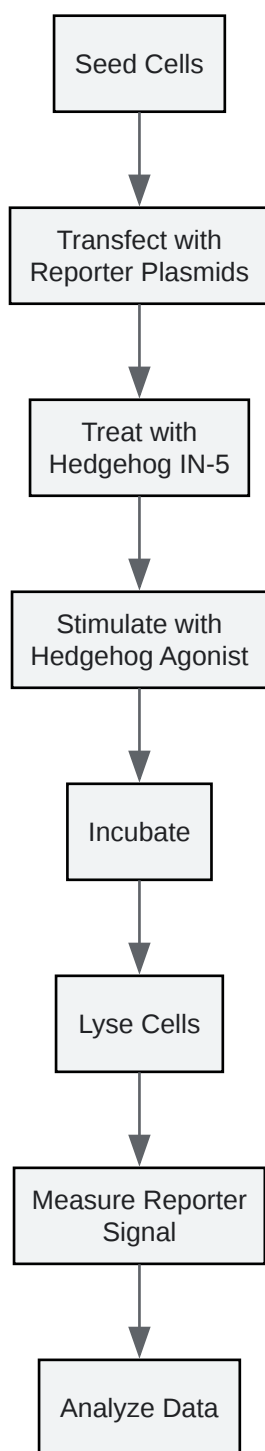 Seed Cells
Transfect with
Reporter Plasmids
Treat with
Hedgehog IN-5
Stimulate with
Hedgehog Agonist
Incubate
Lyse Cells
Measure Reporter
Signal
Analyze Data